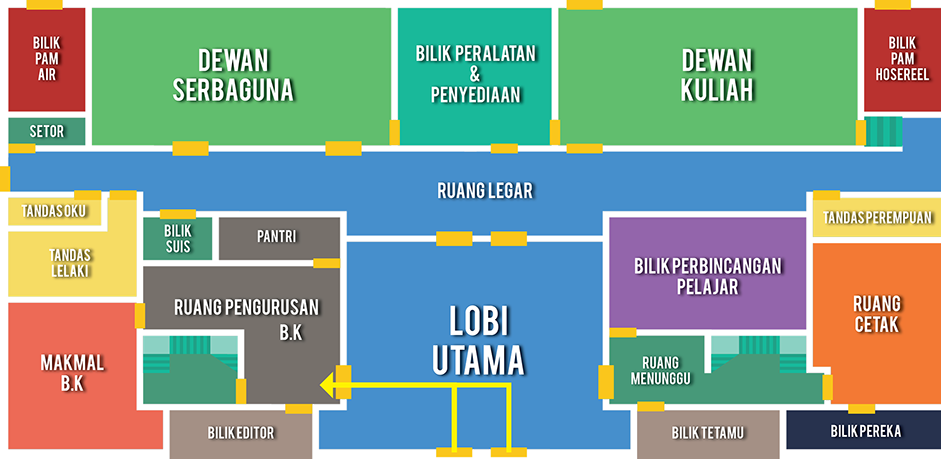 BILIK
PAM
AIR
DEWAN
SERBAGUNA
BILIK PERALATAN
&
PENYEDIAAN
DEWAN
KULIAH
BILIK
PAM
HOSEREEL
SETOR
RUANG LEGAR
TANDAS OKU
TANDAS
LELAKI
BILIK
SUIS
PANTRI
BILIK PERBINCANGAN
PELAJAR
TANDAS PEREMPUAN
RUANG PENGURUSAN
B.K
LOBI
UTAMA
RUANG
CETAK
MAKMAL
B.K
RUANG
MENUNGGU
BILIK EDITOR
BILIK TETAMU
BILIK PEREKA